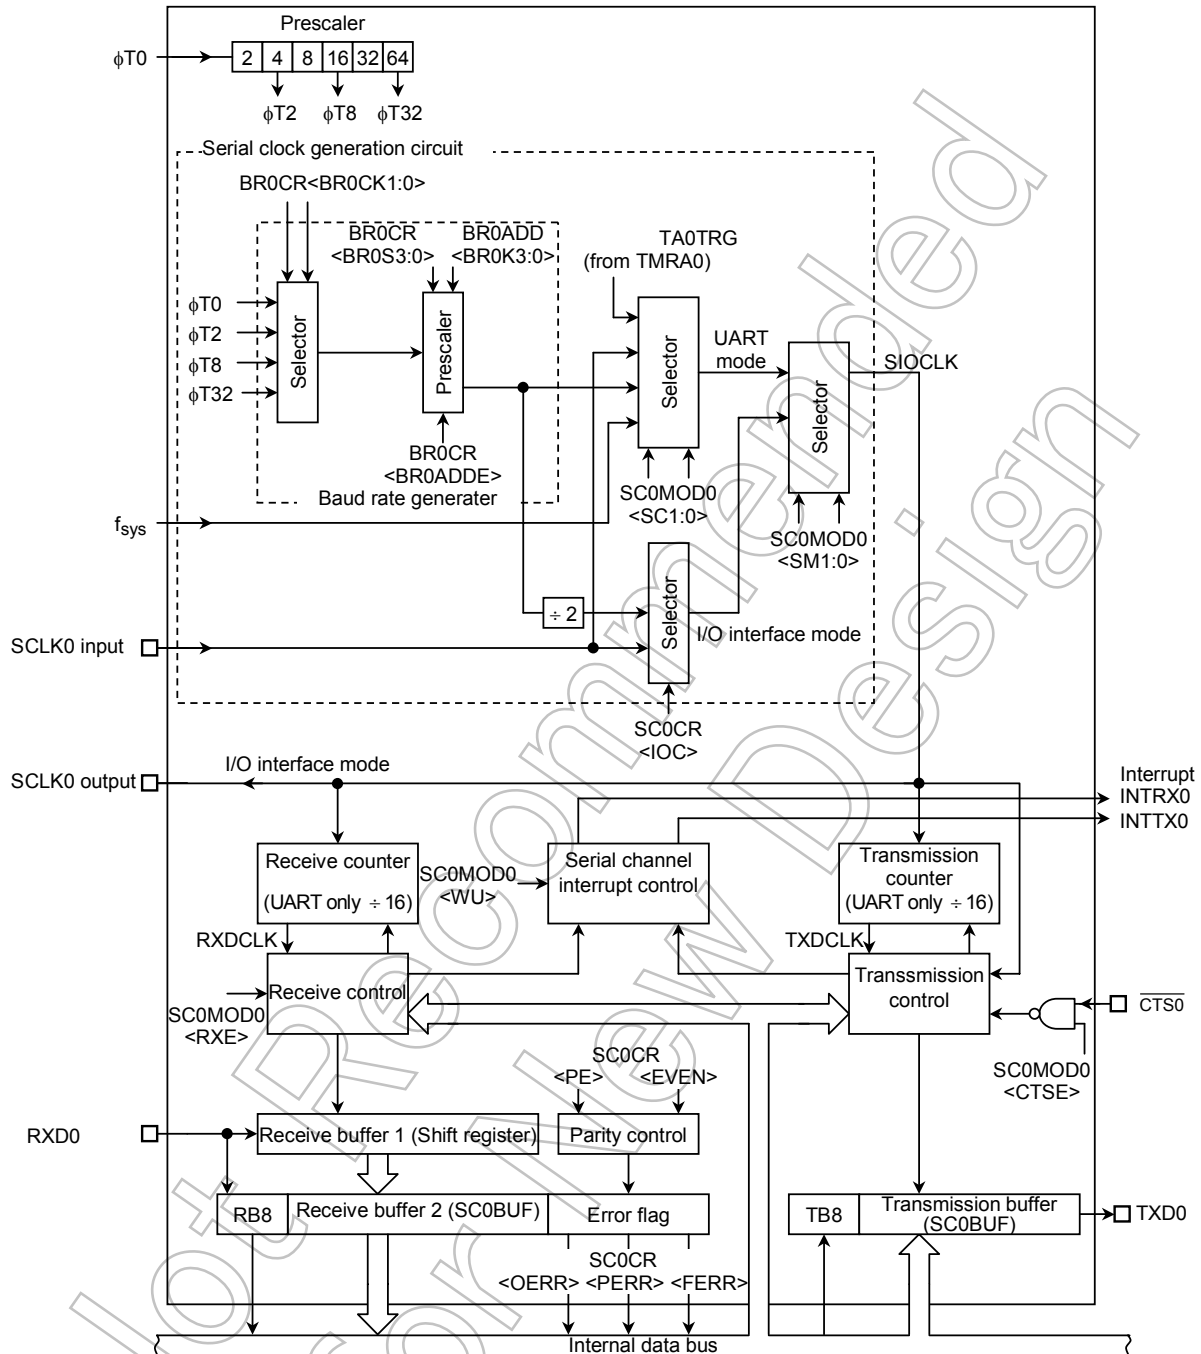 Prescaler
ϕT0
2 4 8 16 32 64
ϕT2 ϕT8 ϕT32
Serial clock generation circuit
BR0CR<BR0CK1:0>
BR0CR
<BR0S3:0>
BR0ADD
<BR0K3:0>
TA0TRG
(from TMRA0)
ϕT0
ϕT2
ϕT8
ϕT32
Selector
Prescaler
Selector
UART
mode
Selector
SIOCLK
BR0CR
<BR0ADDE>
Baud rate generater
SC0MOD0
<SC1:0>
SC0MOD0
<SM1:0>
fsys
÷ 2
Selector
I/O interface mode
SCLK0 input
SC0CR
<IOC>
SCLK0 output
I/O interface mode
Interrupt
INTRX0
INTTX0
Receive counter
(UART only ÷ 16)
SC0MOD0
<WU>
Serial channel
interrupt control
Transmission
counter
(UART only ÷ 16)
RXDCLK
TXDCLK
Receive control
SC0MOD0
<RXE>
Transsmission
control
CTS0
SC0MOD0
<CTSE>
SC0CR
<PE> <EVEN>
RXD0
Receive buffer 1 (Shift register)
Parity control
RB8
Receive buffer 2 (SC0BUF)
Error flag
TB8
Transmission buffer
(SC0BUF)
TXD0
SC0CR
<OERR> <PERR> <FERR>
Internal data bus
Not Recommended
for New Design